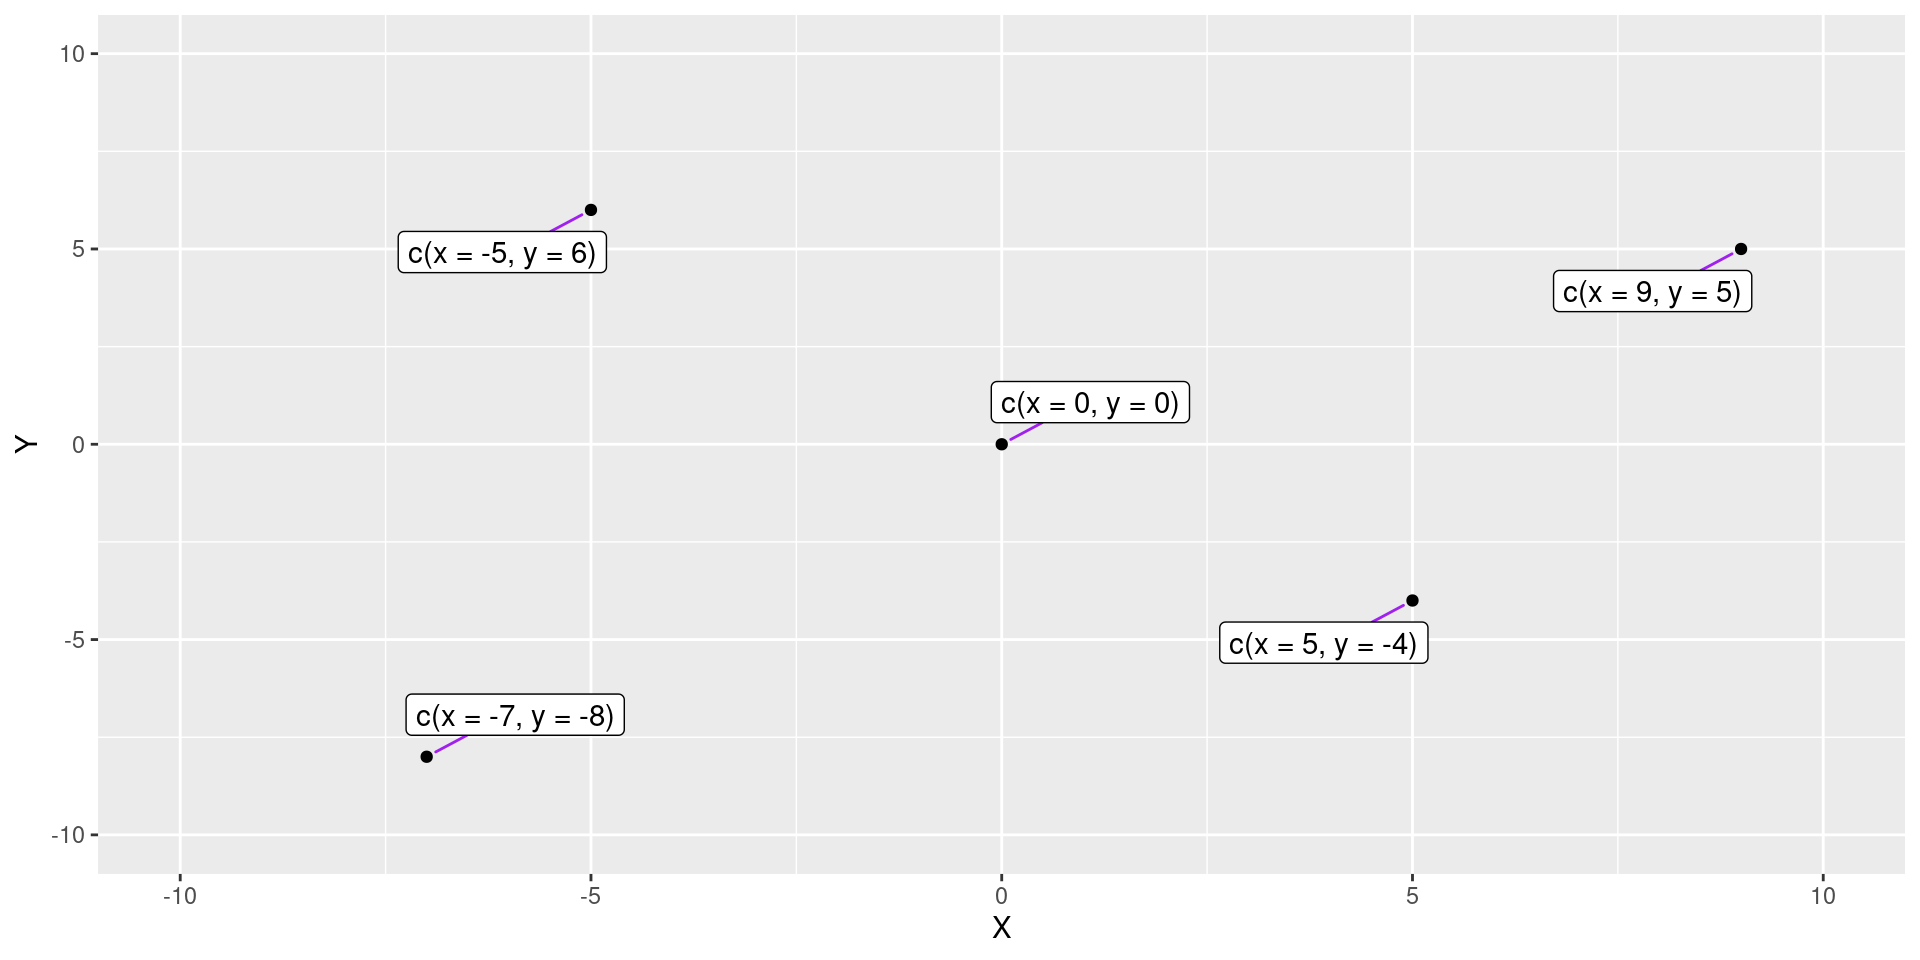 10
5
0
-5
-10
Y
c(x = -5, y = 6)
c(x = 9, y = 5)
c(x = 0, y = 0)
c(x = 5, y = -4)
c(x = -7, y = -8)
-10 -5 0 5 10
X